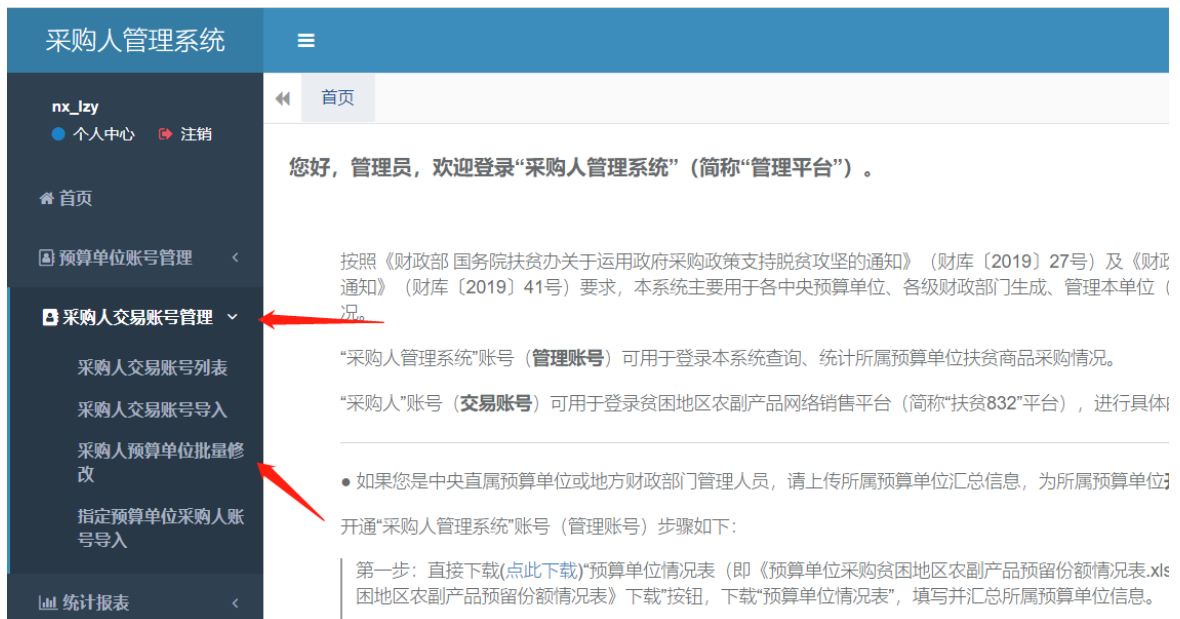 采购人管理系统
nx_lzy
个人中心 注销
首页
预算单位账号管理
采购人交易账号管理
采购人交易账号列表
采购人交易账号导入
采购人预算单位批量修
改
指定预算单位采购人账
号导入
统计报表
首页
您好，管理员，欢迎登录“采购人管理系统”（简称“管理平台”）。
按照《财政部 国务院扶贫办关于运用政府采购政策支持脱贫攻坚的通知》（财库〔2019〕27号）及《财政
通知》（财库〔2019〕41号）要求，本系统主要用于各中央预算单位、各级财政部门生成、管理本单位（
况。
“采购人管理系统”账号（管理账号）可用于登录本系统查询、统计所属预算单位扶贫商品采购情况。
“采购人”账号（交易账号）可用于登录贫困地区农副产品网络销售平台（简称“扶贫832”平台），进行具体
● 如果您是中央直属预算单位或地方财政部门管理人员，请上传所属预算单位汇总信息，为所属预算单位
开通“采购人管理系统”账号（管理账号）步骤如下：
第一步：直接下载(点此下载)“预算单位情况表（即《预算单位采购贫困地区农副产品预留份额情况表.xls
困地区农副产品预留份额情况表》下载”按钮，下载“预算单位情况表”，填写并汇总所属预算单位信息。